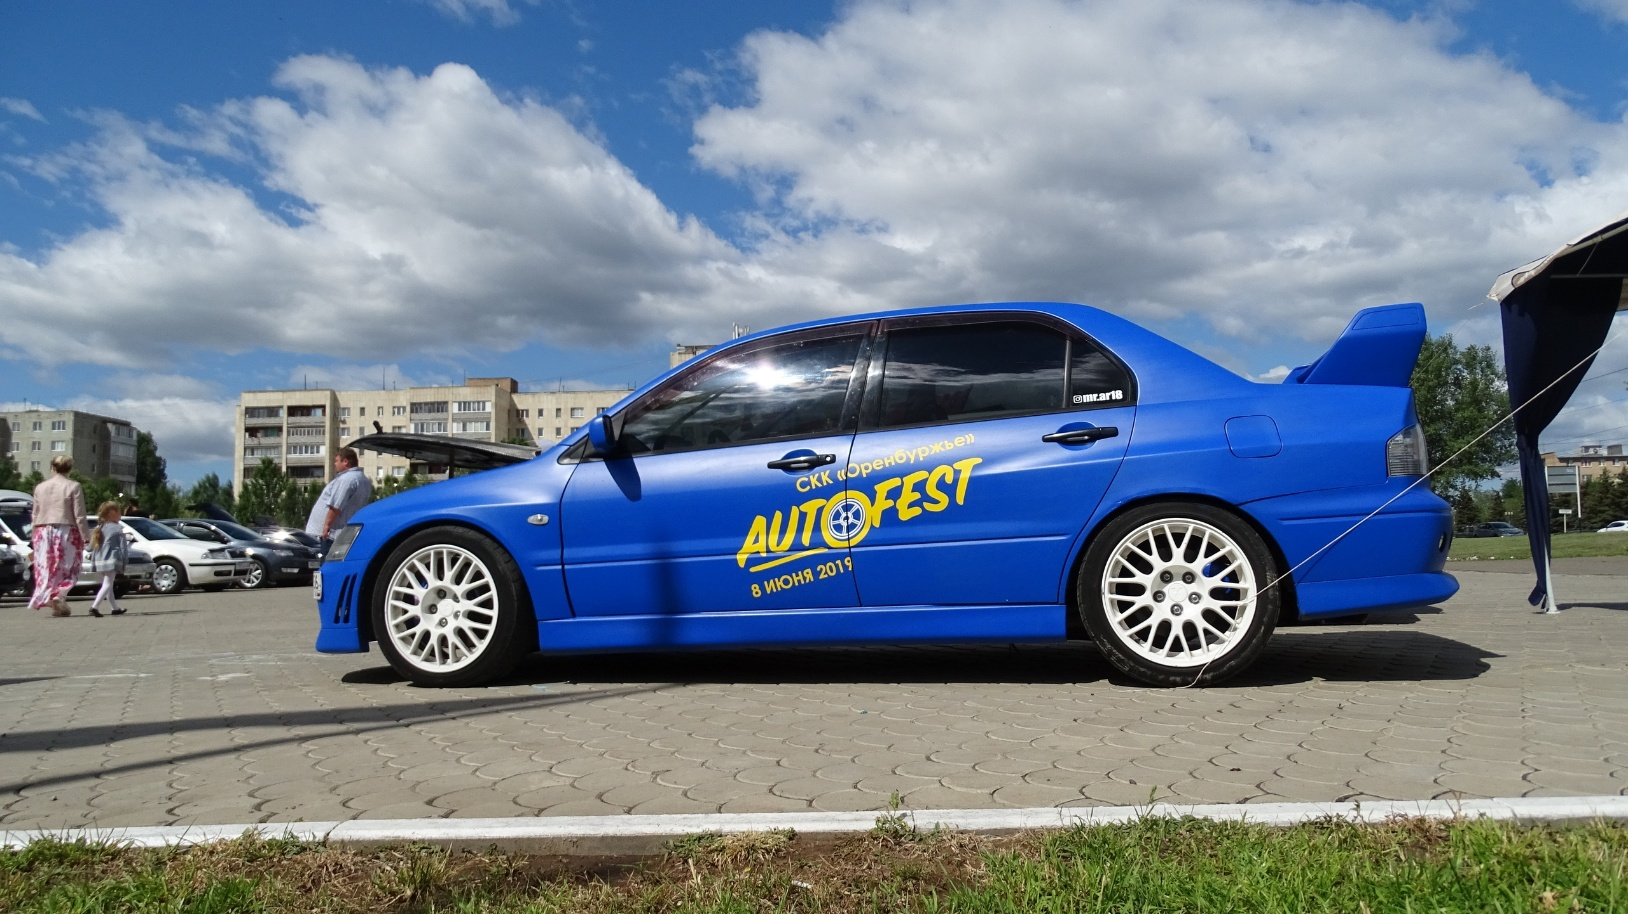 @mr.ar18
СКК «Оренбуржье»
AUTOFEST
8 ИЮНЯ 2019